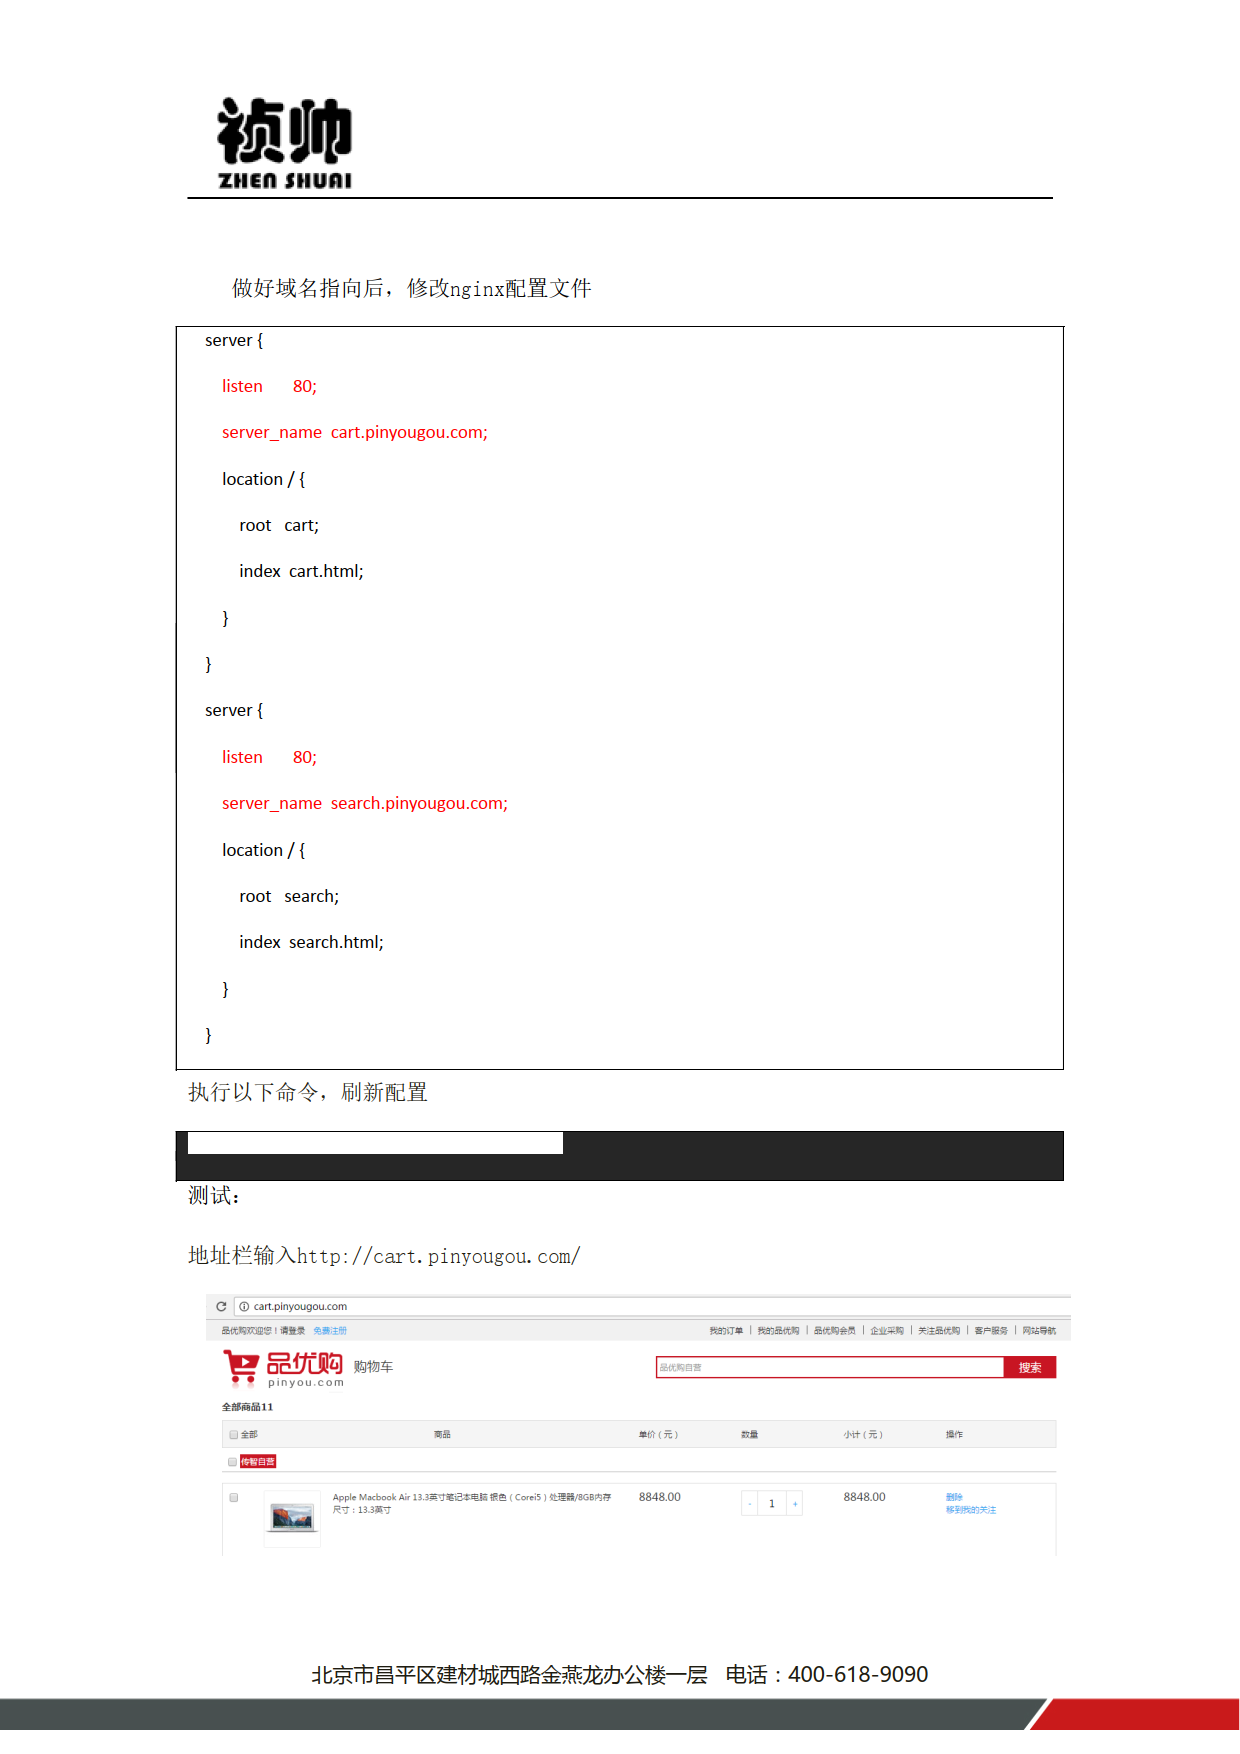 祯帅
ZHEN SHUAI
做好域名指向后，修改nginx配置文件
server {
listen 80;
server_name cart.pinyougou.com;
location / {
root cart;
index cart.html;
}
}
server {
listen 80;
server_name search.pinyougou.com;
location / {
root search;
index search.html;
}
}
执行以下命令，刷新配置
测试：
地址栏输入http://cart.pinyougou.com/
cart.pinyougou.com
品优购欢迎您！请登录 免费注册 我的订单 | 我的品优购 | 品优购会员 | 企业采购 | 关注品优购 | 客户服务 | 网站导航
品优购 购物车 品优购自营 搜索
pinyou.com
全部商品11
全部 商品 单价（元） 数量 小计（元） 操作
传智自营
Apple Macbook Air 13.3英寸笔记本电脑 银色（Corei5）处理器/8GB内存 8848.00 - 1 + 8848.00 删除
尺寸：13.3英寸 移到我的关注
北京市昌平区建材城西路金燕龙办公楼一层 电话：400-618-9090